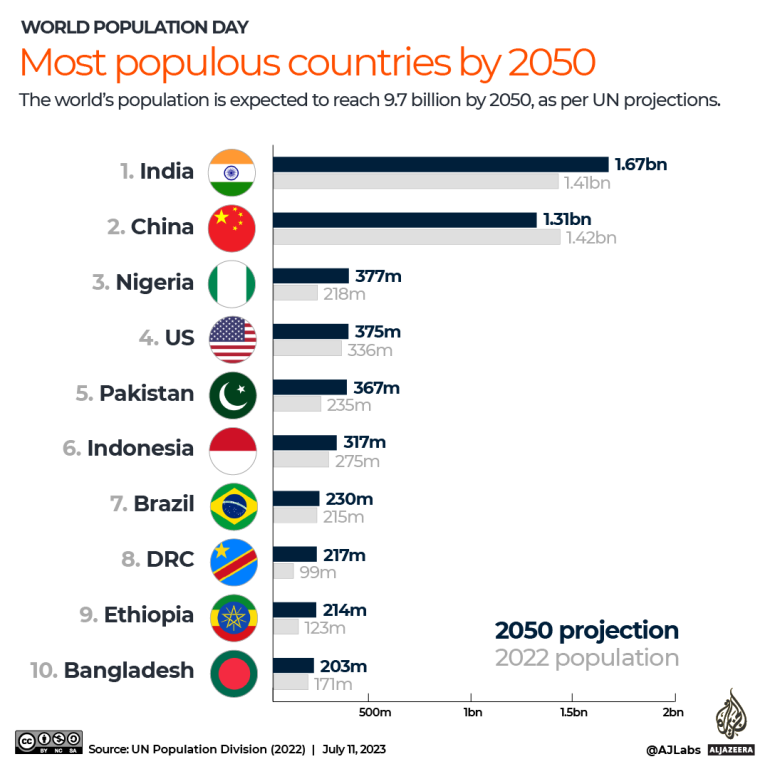 WORLD POPULATION DAY
Most populous countries by 2050
The world's population is expected to reach 9.7 billion by 2050, as per UN projections.
1. India
1.67bn
1.41bn
2. China
1.31bn
1.42bn
3. Nigeria
377m
218m
4. US
375m
336m
5. Pakistan
367m
235m
6. Indonesia
317m
275m
7. Brazil
230m
215m
8. DRC
217m
99m
9. Ethiopia
214m
123m
10. Bangladesh
203m
171m
2050 projection
2022 population
500m 1bn 1.5bn 2bn
cc BY NC SA
Source: UN Population Division (2022) | July 11, 2023
@AJLabs ALJAZEERA